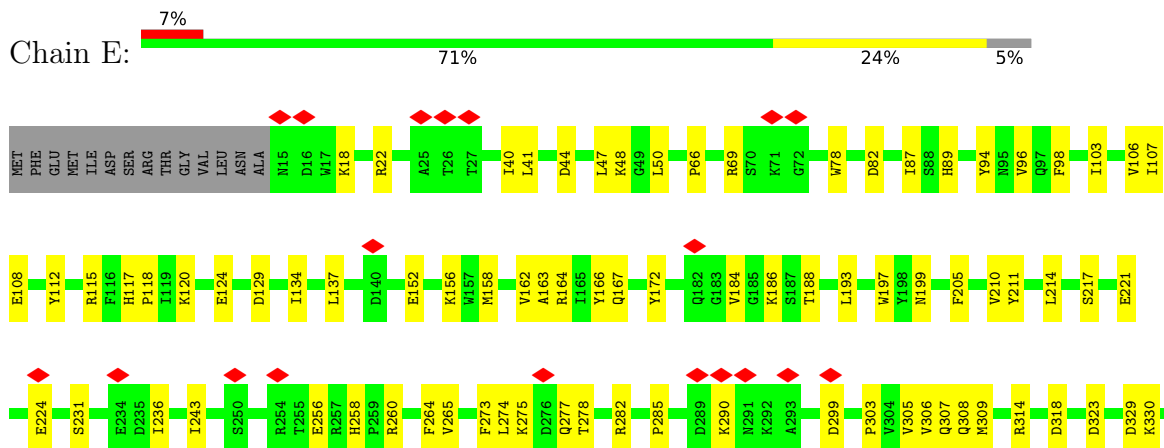 7%
Chain E:
71% 24% 5%
MET PHE GLU MET ILE ASP SER ARG THR GLY VAL LEU ASN ALA N15 D16 W17 K18 R22 A25 T26 T27 I40 L41 D44 L47 K48 G49 L50 P66 R69 S70 K71 G72 W78 D82 I87 S88 H89 Y94 N95 V96 Q97 F98 I103 V106 I107
E108 Y112 R115 F116 H117 P118 I119 K120 E124 D129 I134 L137 D140 E152 K156 W157 M158 V162 A163 R164 I165 Y166 Q167 Y172 Q182 G183 V184 G185 K186 S187 T188 L193 W197 Y198 N199 F205 V210 Y211 L214 S217 E221
E224 S231 E234 D235 I236 I243 S250 R254 T255 E256 R257 H258 P259 R260 F264 V265 F273 L274 K275 D276 Q277 T278 R282 P285 D289 K290 N291 K292 A293 D299 P303 V304 V305 V306 Q307 Q308 M309 R314 D318 D323 D329 K330